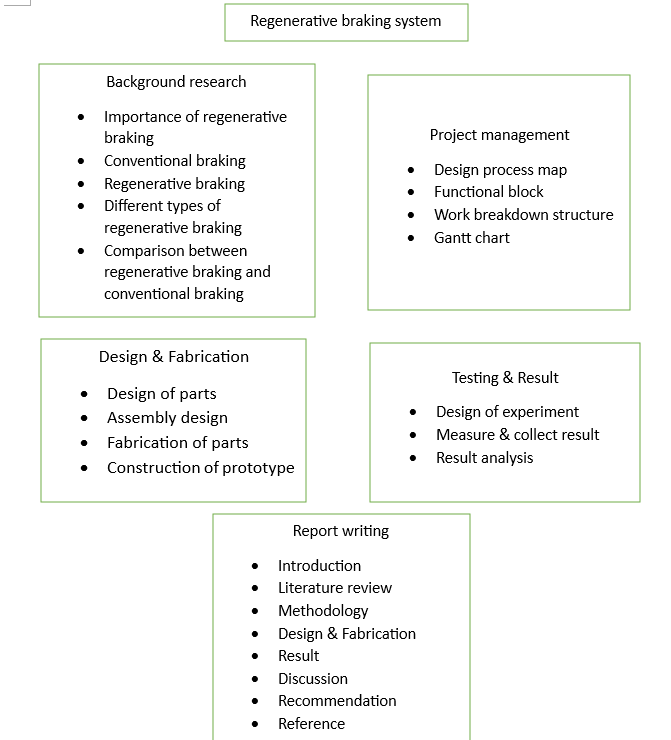 Regenerative braking system
Background research
• Importance of regenerative
braking
• Conventional braking
• Regenerative braking
• Different types of
regenerative braking
• Comparison between
regenerative braking and
conventional braking
Project management
• Design process map
• Functional block
• Work breakdown structure
• Gantt chart
Design & Fabrication
• Design of parts
• Assembly design
• Fabrication of parts
• Construction of prototype
Testing & Result
• Design of experiment
• Measure & collect result
• Result analysis
Report writing
• Introduction
• Literature review
• Methodology
• Design & Fabrication
• Result
• Discussion
• Recommendation
• Reference